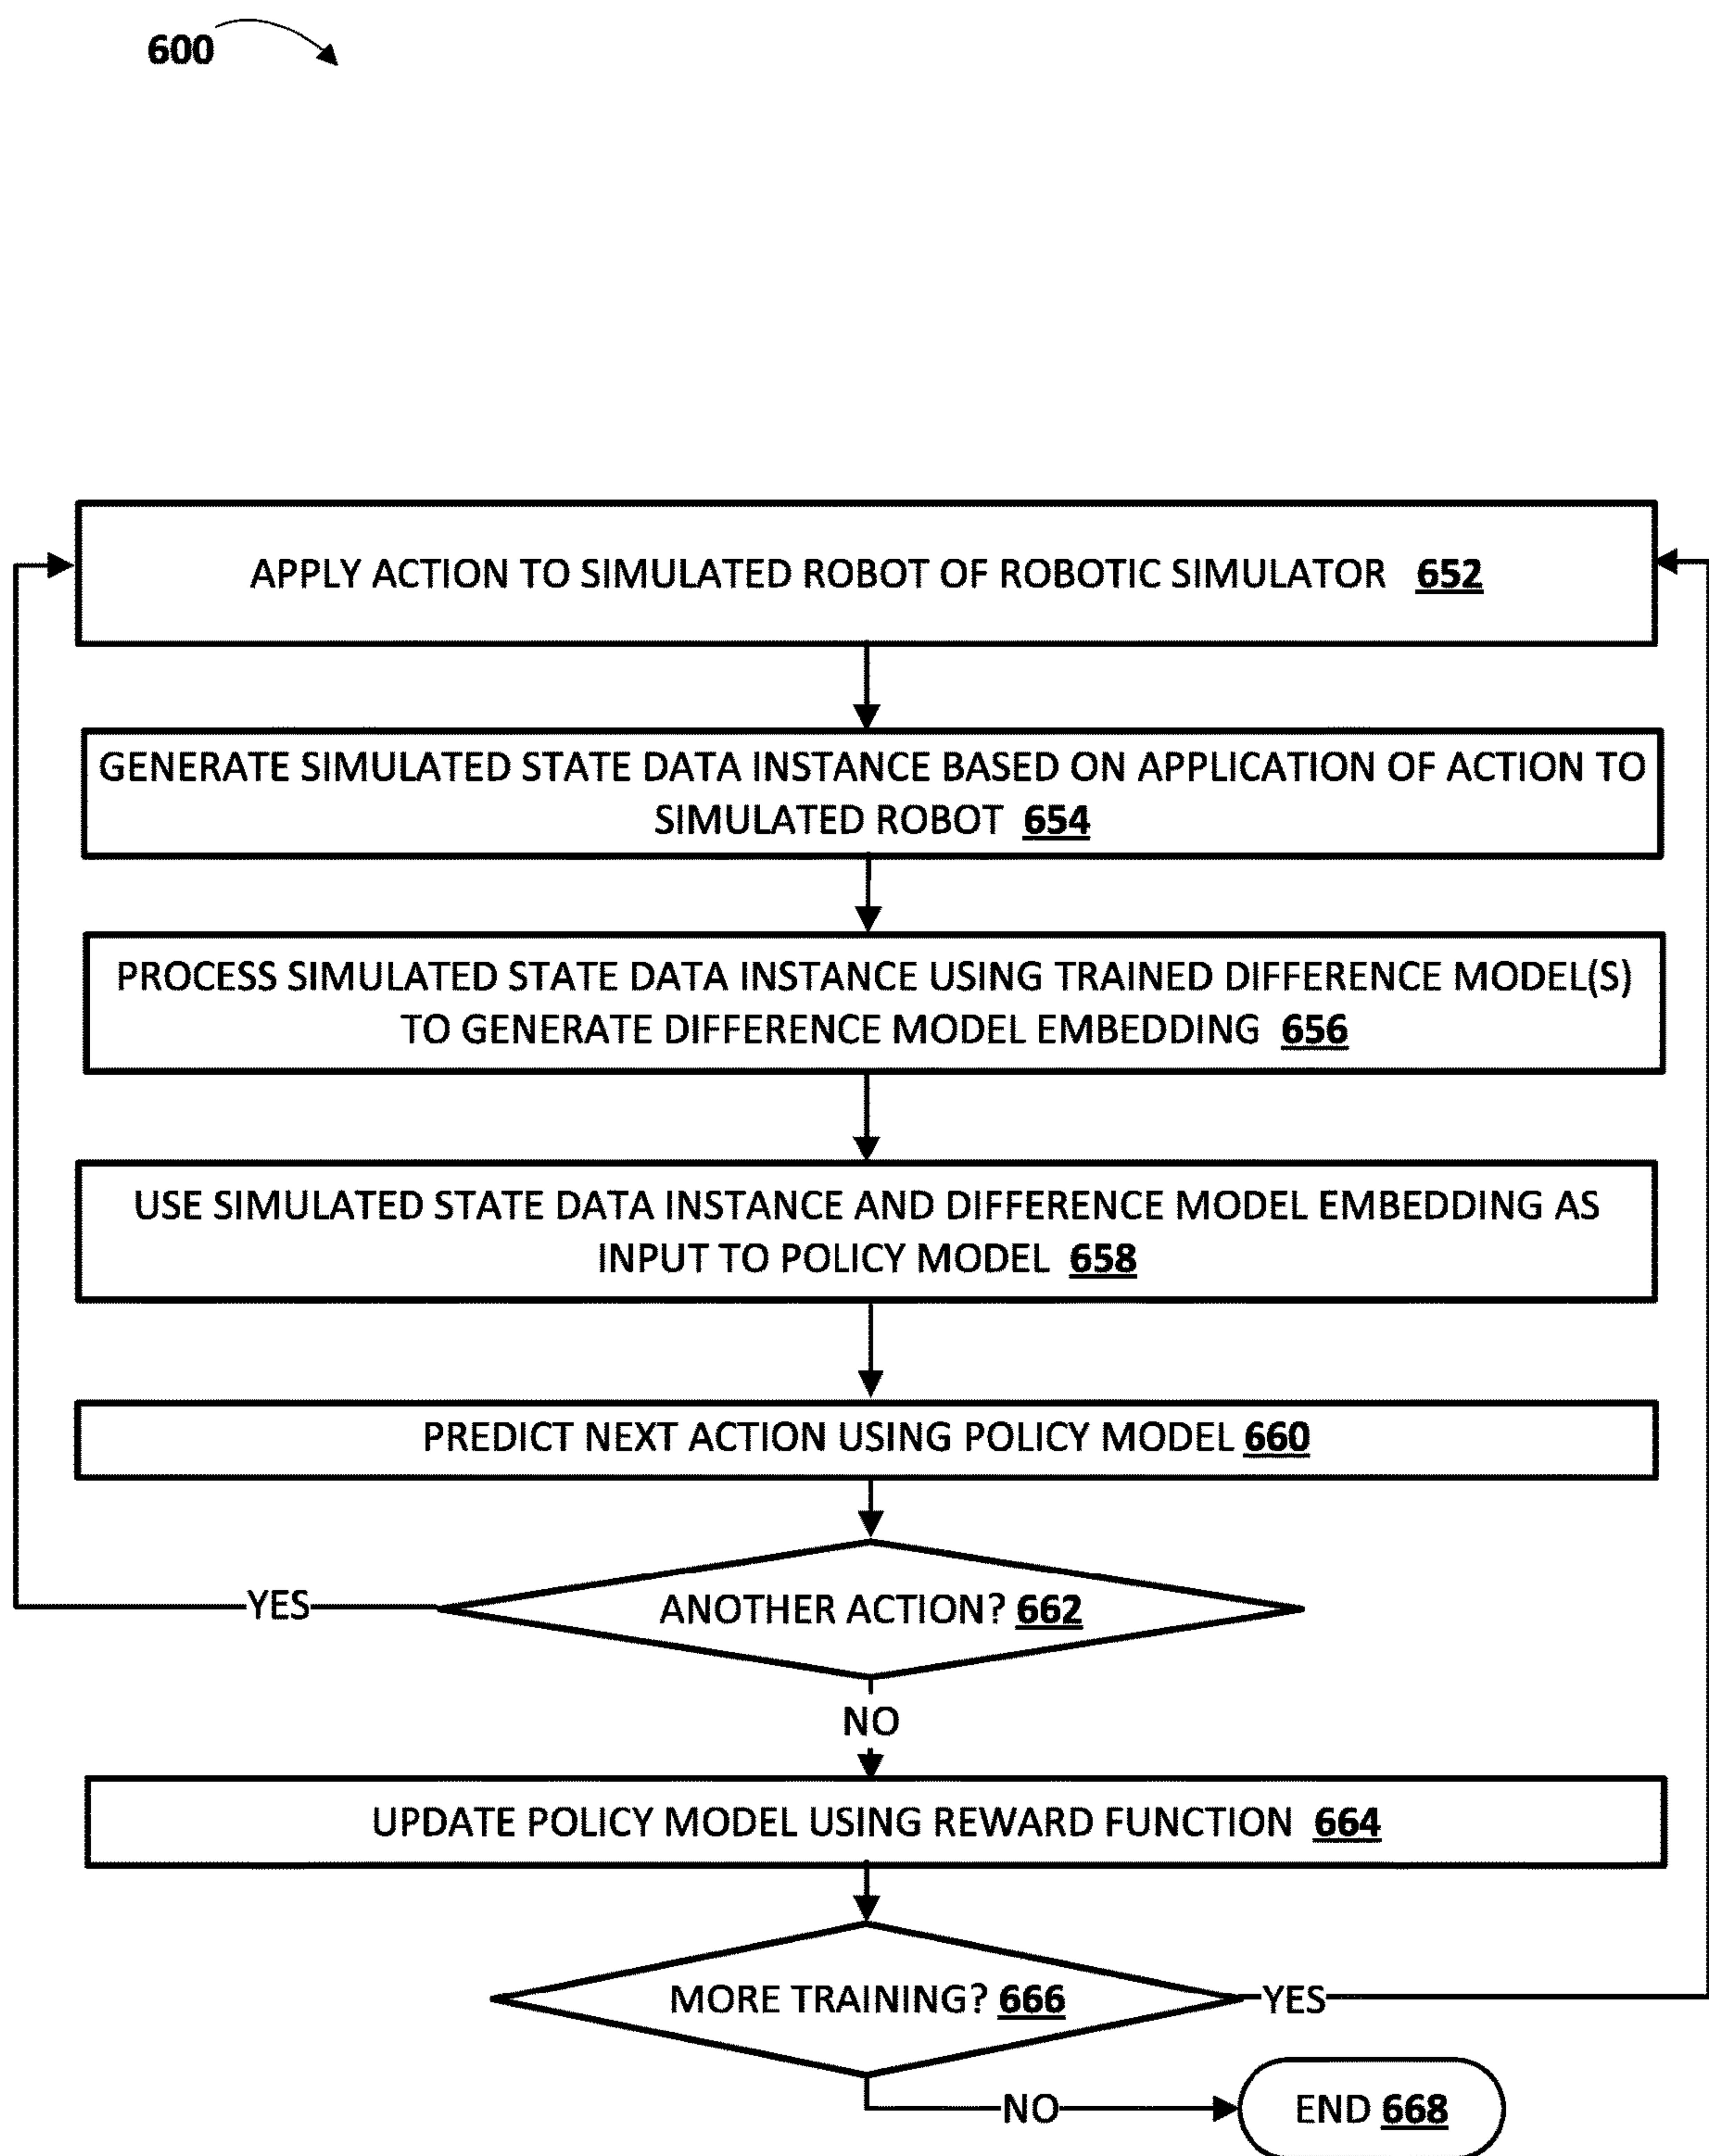 600
APPLY ACTION TO SIMULATED ROBOT OF ROBOTIC SIMULATOR 652
GENERATE SIMULATED STATE DATA INSTANCE BASED ON APPLICATION OF ACTION TO
SIMULATED ROBOT 654
PROCESS SIMULATED STATE DATA INSTANCE USING TRAINED DIFFERENCE MODEL(S)
TO GENERATE DIFFERENCE MODEL EMBEDDING 656
USE SIMULATED STATE DATA INSTANCE AND DIFFERENCE MODEL EMBEDDING AS
INPUT TO POLICY MODEL 658
PREDICT NEXT ACTION USING POLICY MODEL 660
YES
ANOTHER ACTION? 662
NO
UPDATE POLICY MODEL USING REWARD FUNCTION 664
MORE TRAINING? 666
YES
NO
END 668